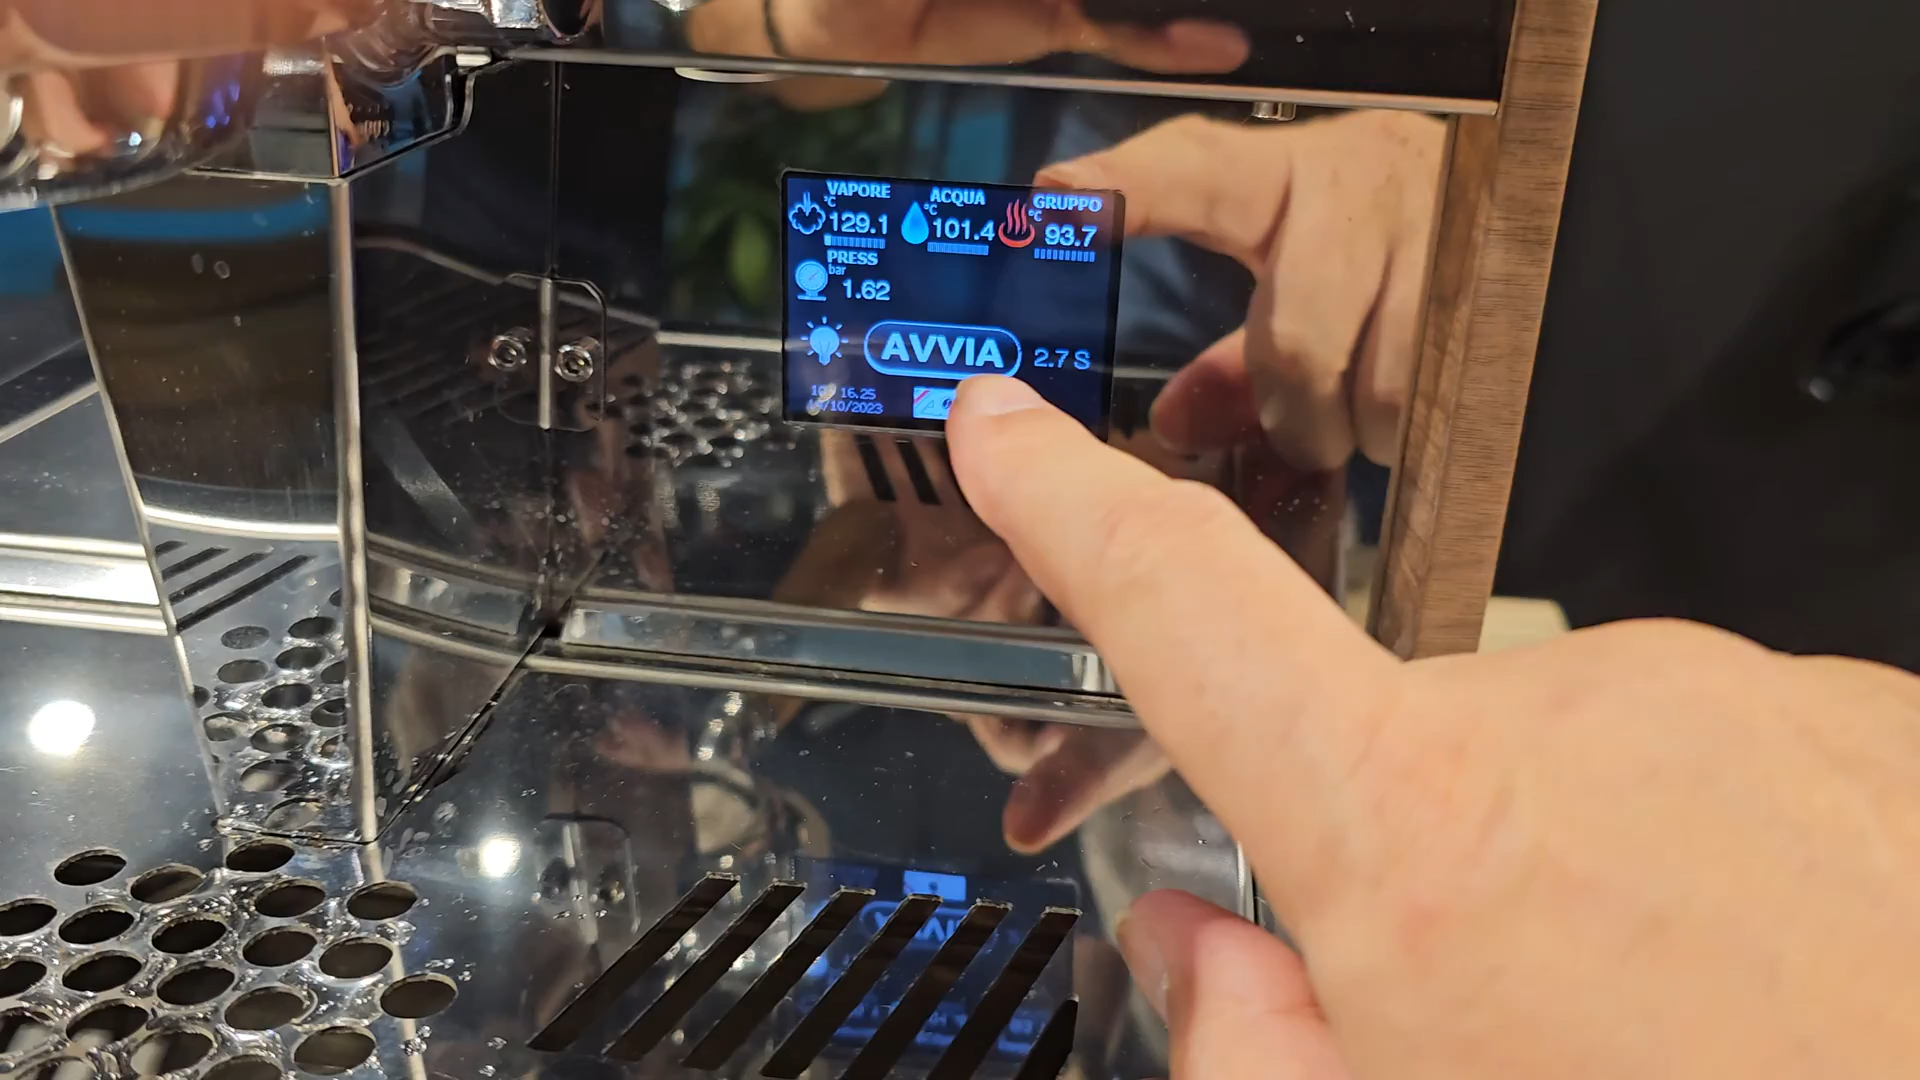 VAPORE
°C
129.1
ACQUA
°C
101.4
GRUPPO
°C
93.7
PRESS
bar
1.62
AVVIA
2.7 S
16.25
/10/2023